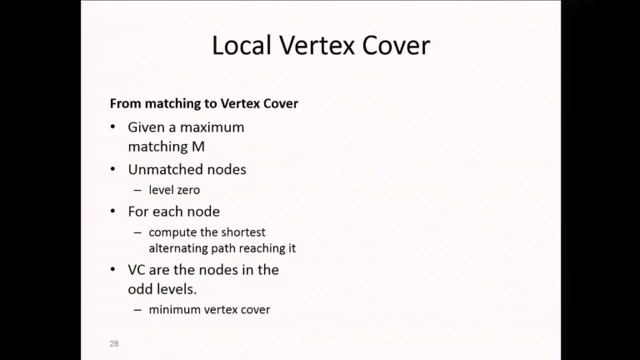 Local Vertex Cover
From matching to Vertex Cover
• Given a maximum
matching M
• Unmatched nodes
– level zero
• For each node
– compute the shortest
alternating path reaching it
• VC are the nodes in the
odd levels.
– minimum vertex cover
28